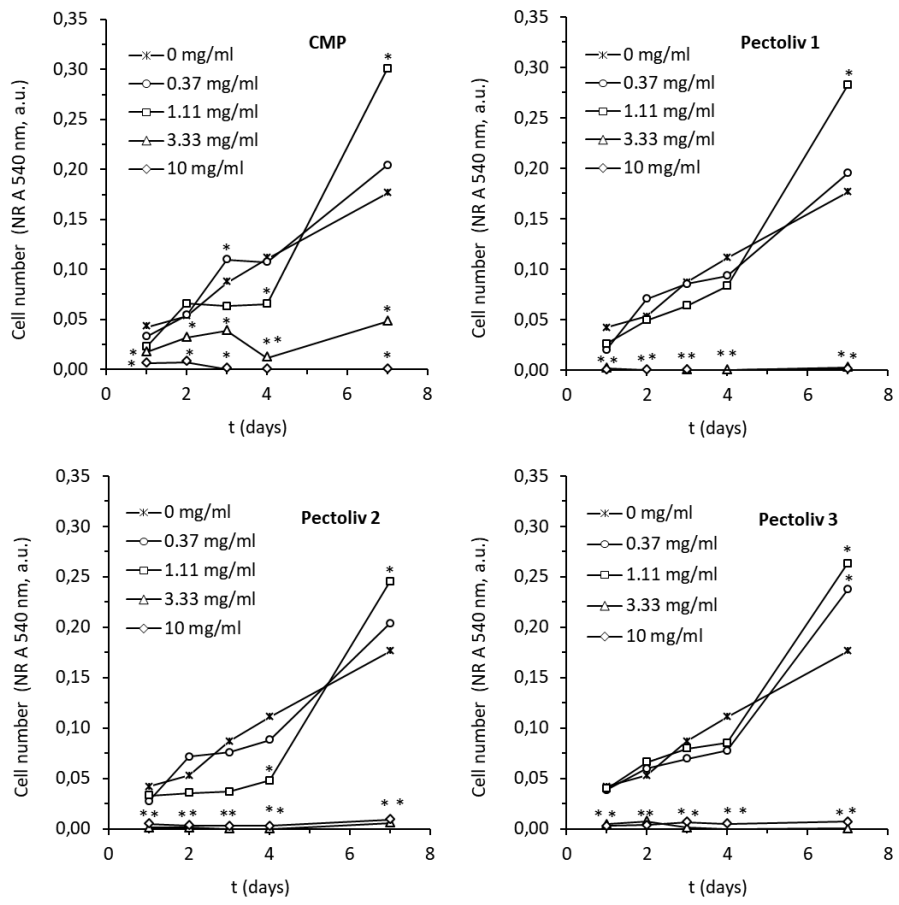 CMP
0 mg/ml
0.37 mg/ml
1.11 mg/ml
3.33 mg/ml
10 mg/ml
Cell number (NR A 540 nm, a.u.)
0,40
0,35
0,30
0,25
0,20
0,15
0,10
0,05
0,00
* * * * * * * * * * * * * *
0 2 4 6 8
t (days)
Pectoliv 1
0 mg/ml
0.37 mg/ml
1.11 mg/ml
3.33 mg/ml
10 mg/ml
Cell number (NR A 540 nm, a.u.)
0,35
0,30
0,25
0,20
0,15
0,10
0,05
0,00
*
* * * * ** * * * *
0 2 4 6 8
t (days)
Pectoliv 2
0 mg/ml
0.37 mg/ml
1.11 mg/ml
3.33 mg/ml
10 mg/ml
Cell number (NR A 540 nm, a.u.)
0,35
0,30
0,25
0,20
0,15
0,10
0,05
0,00
*
*
* * * * ** * * * *
0 2 4 6 8
t (days)
Pectoliv 3
0 mg/ml
0.37 mg/ml
1.11 mg/ml
3.33 mg/ml
10 mg/ml
Cell number (NR A 540 nm, a.u.)
0,35
0,30
0,25
0,20
0,15
0,10
0,05
0,00
*
*
* * ** * * * * * *
0 2 4 6 8
t (days)